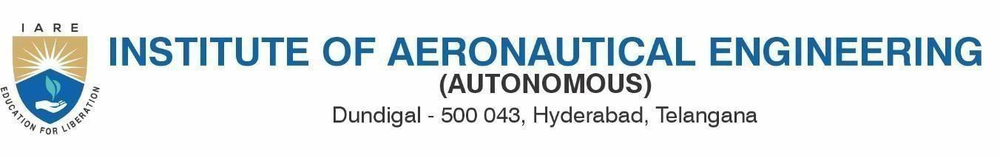 IARE
EDUCATION FOR LIBERATION
INSTITUTE OF AERONAUTICAL ENGINEERING
(AUTONOMOUS)
Dundigal - 500 043, Hyderabad, Telangana